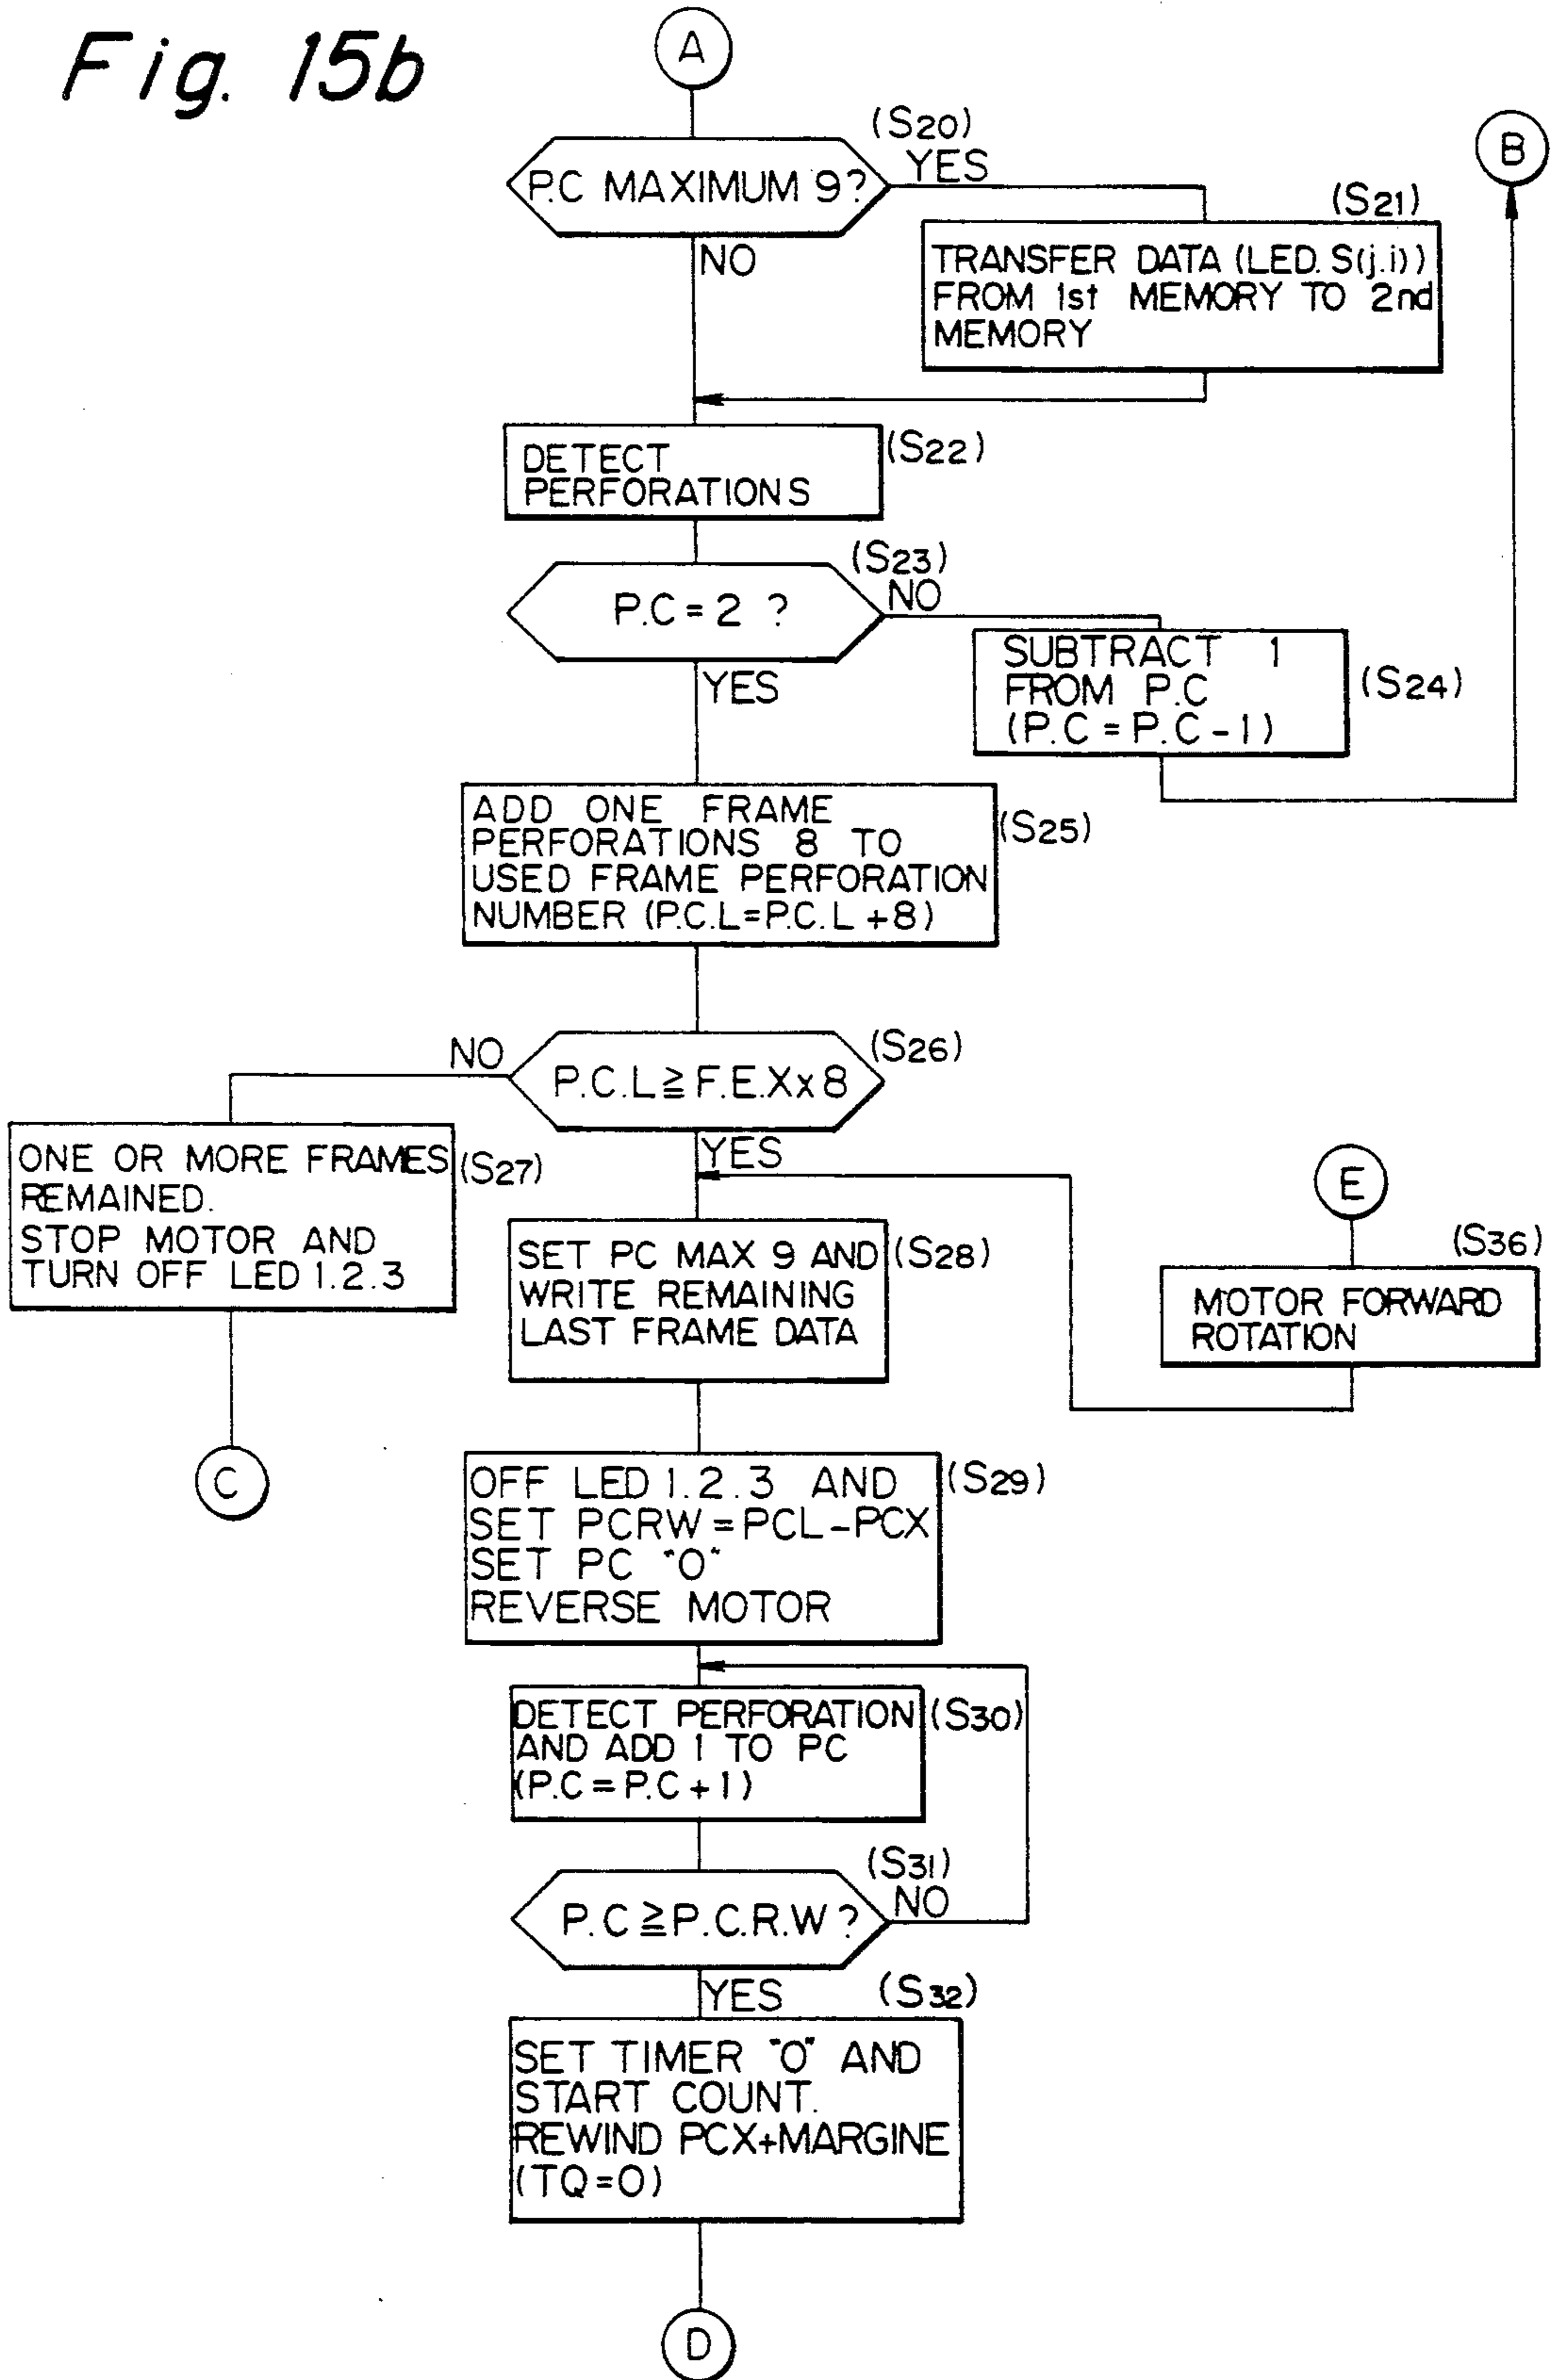 Fig. 15b
A
(S20)
P.C MAXIMUM 9?
YES
NO
B
(S21)
TRANSFER DATA (LED. S(j.i))
FROM 1st MEMORY TO 2nd
MEMORY
DETECT
PERFORATIONS
(S22)
(S23)
P.C = 2 ?
NO
YES
SUBTRACT 1
FROM P.C
(P.C = P.C - 1)
(S24)
ADD ONE FRAME
PERFORATIONS 8 TO
USED FRAME PERFORATION
NUMBER (P.C.L=P.C.L +8)
(S25)
(S26)
NO
P.C.L ≧ F.E.X x 8
YES
ONE OR MORE FRAMES
REMAINED.
STOP MOTOR AND
TURN OFF LED 1.2.3
(S27)
C
E
(S36)
MOTOR FORWARD
ROTATION
SET PC MAX 9 AND
WRITE REMAINING
LAST FRAME DATA
(S28)
OFF LED 1.2.3 AND
SET PCRW = PCL-PCX
SET PC "0"
REVERSE MOTOR
(S29)
DETECT PERFORATION
AND ADD 1 TO PC
(P.C = P.C + 1)
(S30)
(S31)
P.C ≧ P.C.R.W ?
NO
YES
(S32)
SET TIMER "0" AND
START COUNT.
REWIND PCX+MARGINE
(TQ=0)
D